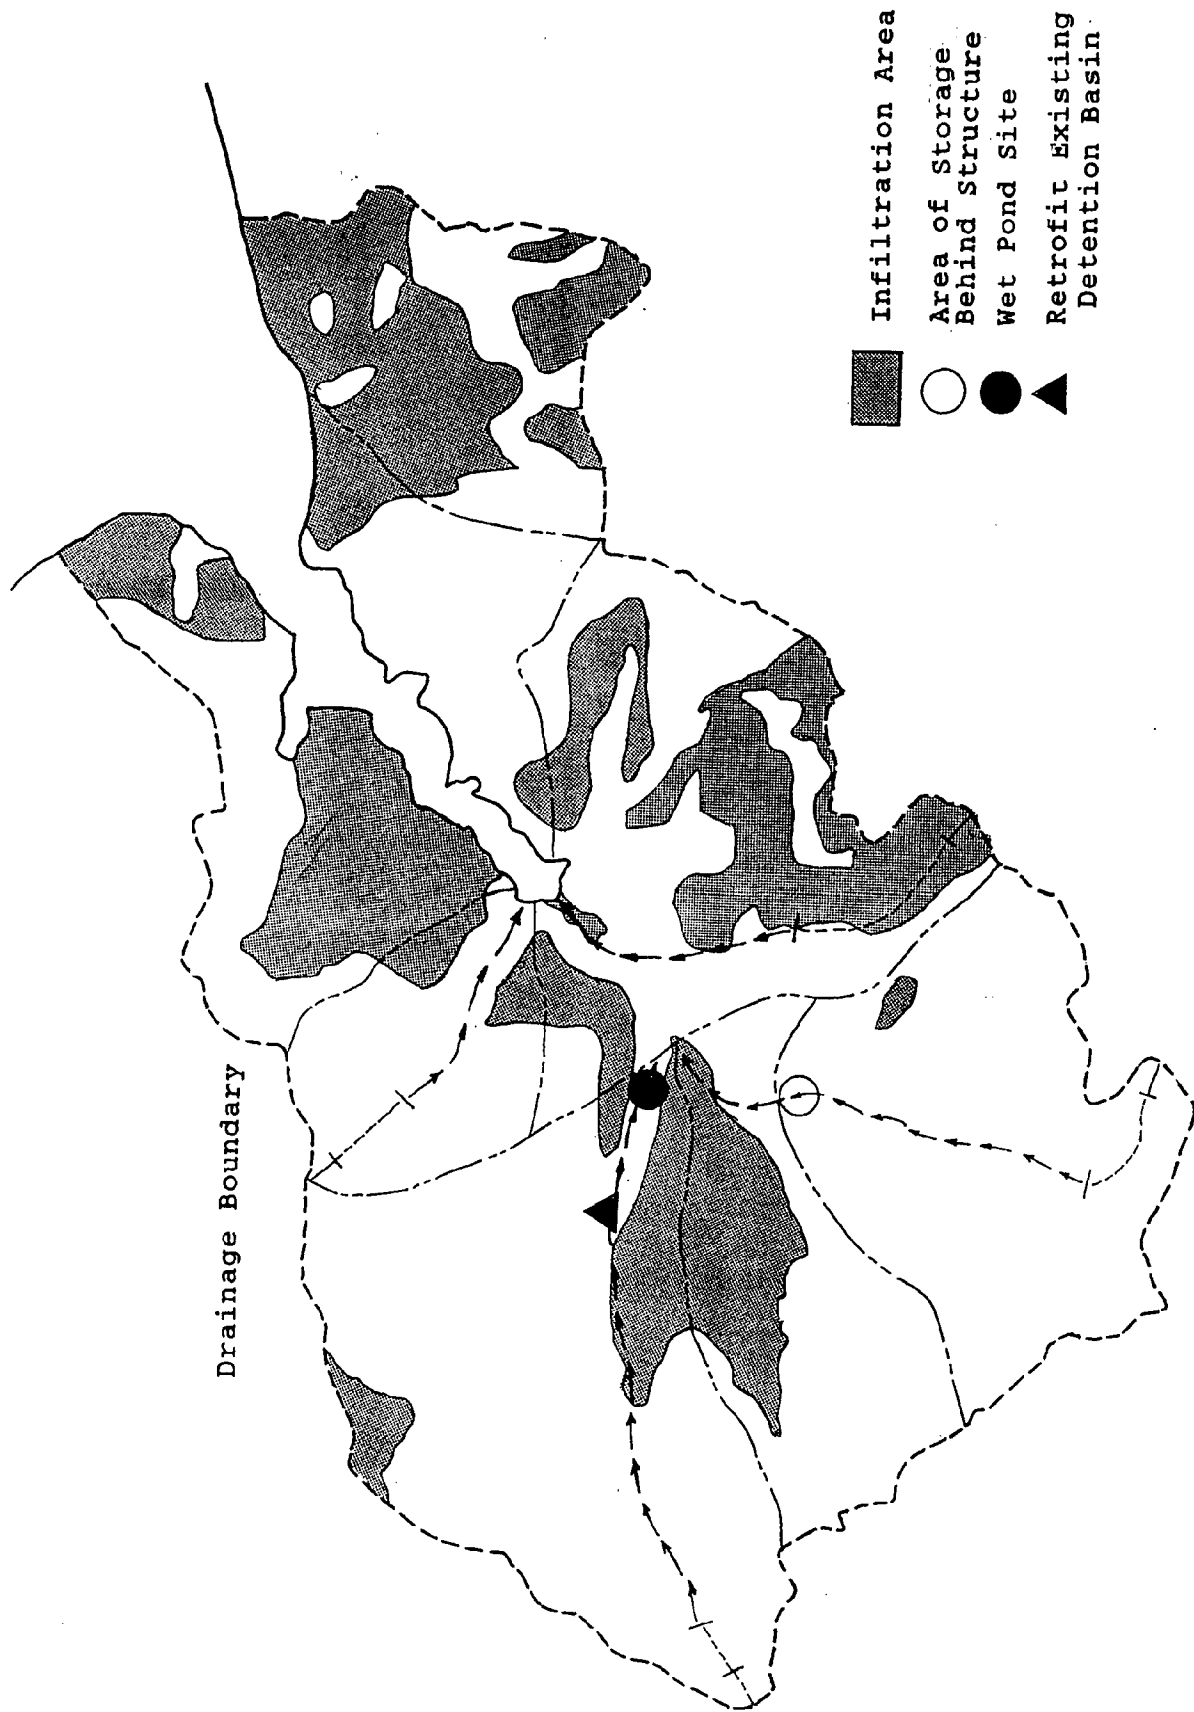 Drainage Boundary
Infiltration Area
Area of Storage
Behind Structure
Wet Pond Site
Retrofit Existing
Detention Basin